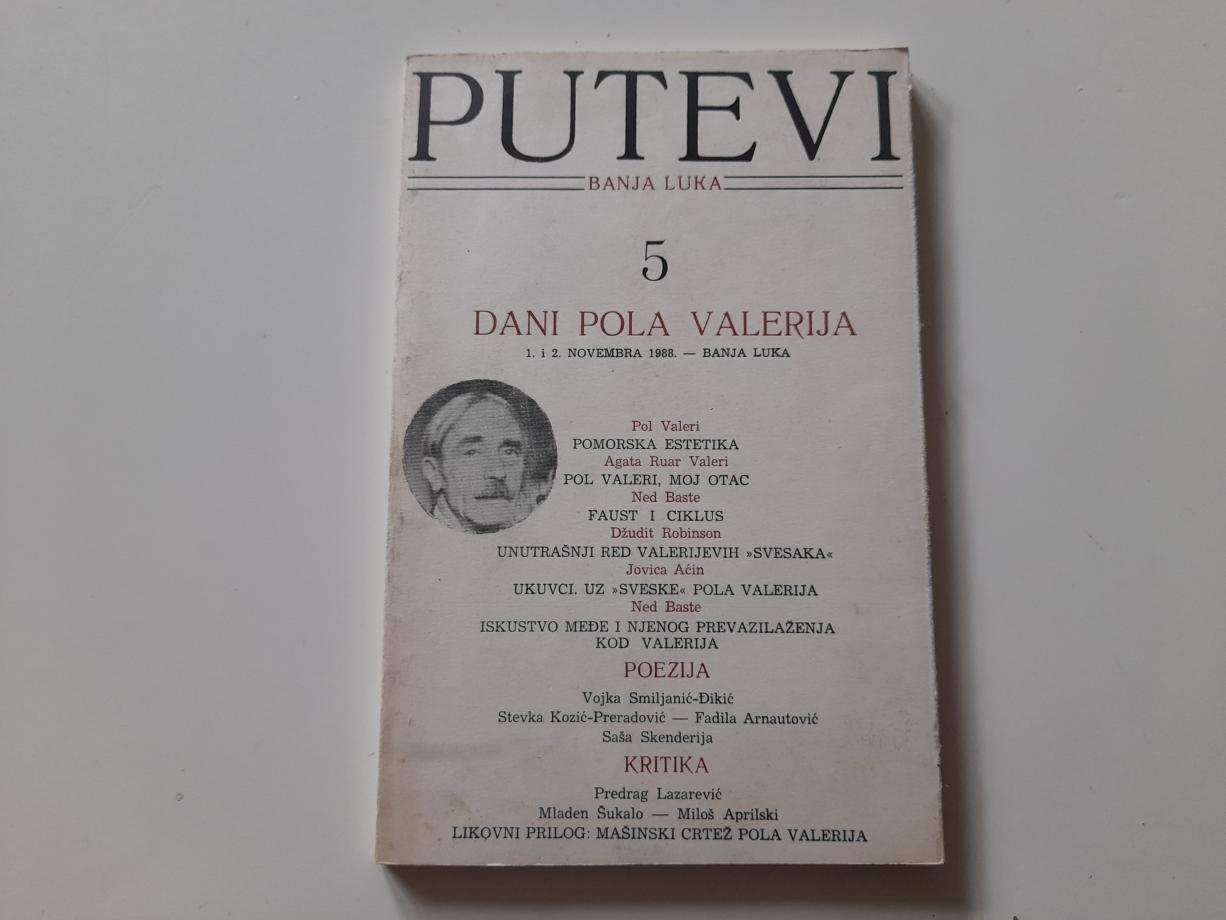 PUTEVI
BANJA LUKA
5
DANI POLA VALERIJA
1. i 2. NOVEMBRA 1988. — BANJA LUKA
Pol Valeri
POMORSKA ESTETIKA
Agata Ruar Valeri
POL VALERI, MOJ OTAC
Ned Baste
FAUST I CIKLUS
Džudit Robinson
UNUTRAŠNJI RED VALERIJEVIH »SVESAKA«
Jovica Aćin
UKUVCI. UZ »SVESKE« POLA VALERIJA
Ned Baste
ISKUSTVO MEĐE I NJENOG PREVAZILAŽENJA
KOD VALERIJA
POEZIJA
Vojka Smiljanić-Đikić
Stevka Kozić-Preradović — Fadila Arnautović
Saša Skenderija
KRITIKA
Predrag Lazarević
Mladen Šukalo — Miloš Aprilski
LIKOVNI PRILOG: MAŠINSKI CRTEŽ POLA VALERIJA